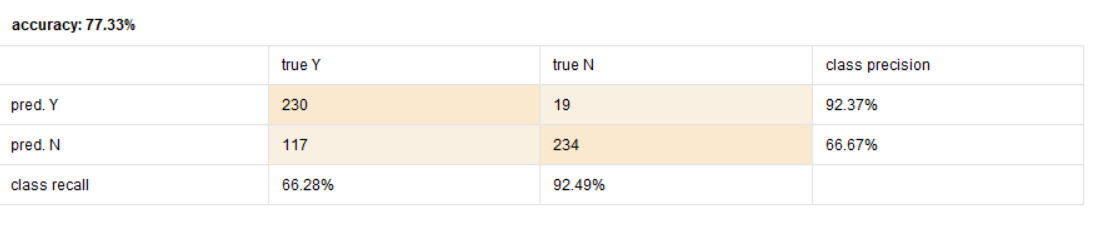 accuracy: 77.33%
true Y true N class precision
pred. Y 230 19 92.37%
pred. N 117 234 66.67%
class recall 66.28% 92.49%